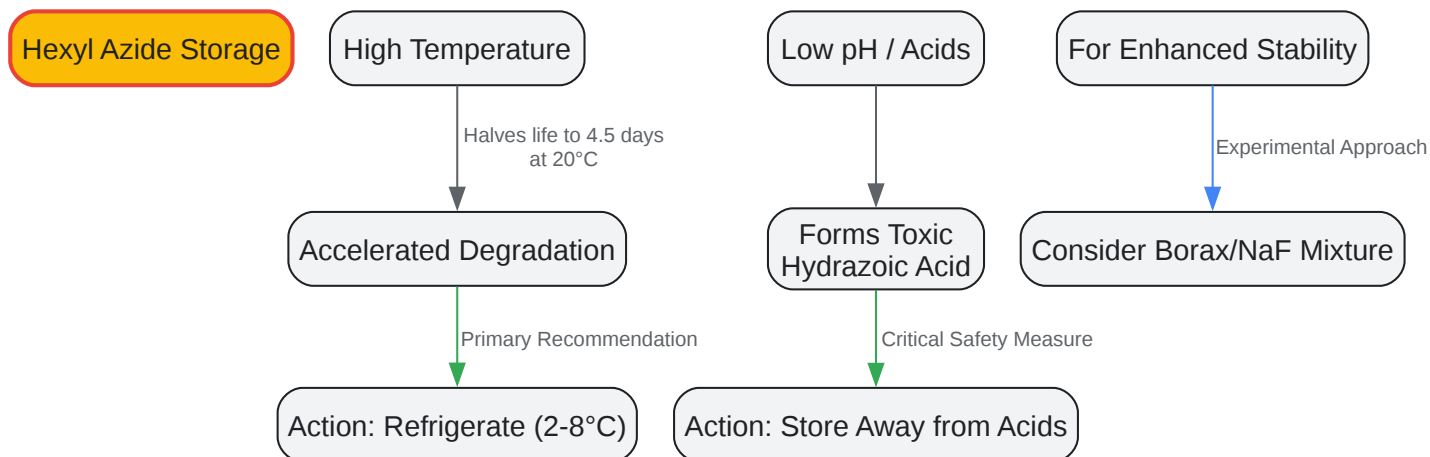 Hexyl Azide Storage
High Temperature
Low pH / Acids
For Enhanced Stability
Halves life to 4.5 days
at 20°C
Experimental Approach
Accelerated Degradation
Forms Toxic
Hydrazoic Acid
Consider Borax/NaF Mixture
Primary Recommendation
Critical Safety Measure
Action: Refrigerate (2-8°C)
Action: Store Away from Acids